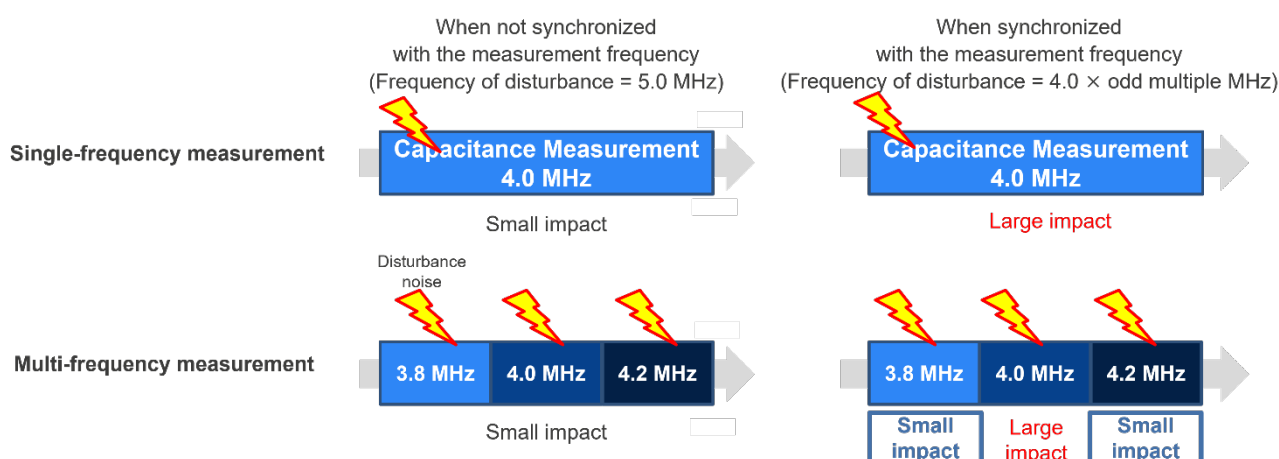 When not synchronized
with the measurement frequency
(Frequency of disturbance = 5.0 MHz)
When synchronized
with the measurement frequency
(Frequency of disturbance = 4.0 × odd multiple MHz)
Single-frequency measurement
Capacitance Measurement
4.0 MHz
Small impact
Capacitance Measurement
4.0 MHz
Large impact
Disturbance
noise
Multi-frequency measurement
3.8 MHz
4.0 MHz
4.2 MHz
Small impact
3.8 MHz
4.0 MHz
4.2 MHz
Small
impact
Large
impact
Small
impact